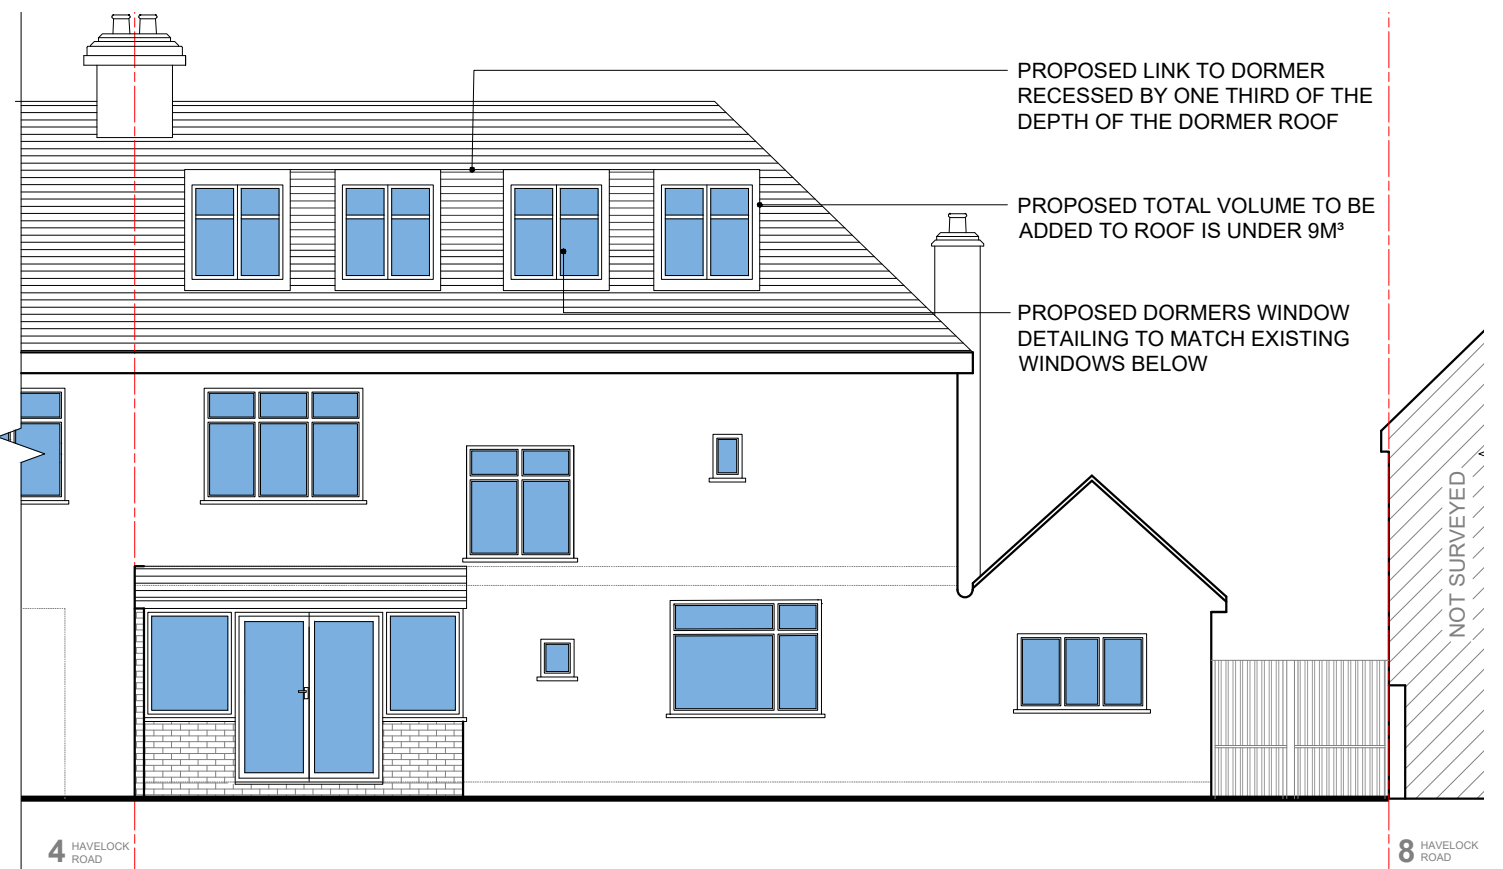 PROPOSED LINK TO DORMER
RECESSED BY ONE THIRD OF THE
DEPTH OF THE DORMER ROOF
PROPOSED TOTAL VOLUME TO BE
ADDED TO ROOF IS UNDER 9M³
PROPOSED DORMERS WINDOW
DETAILING TO MATCH EXISTING
WINDOWS BELOW
NOT SURVEYED
4 HAVELOCK
ROAD
8 HAVELOCK
ROAD